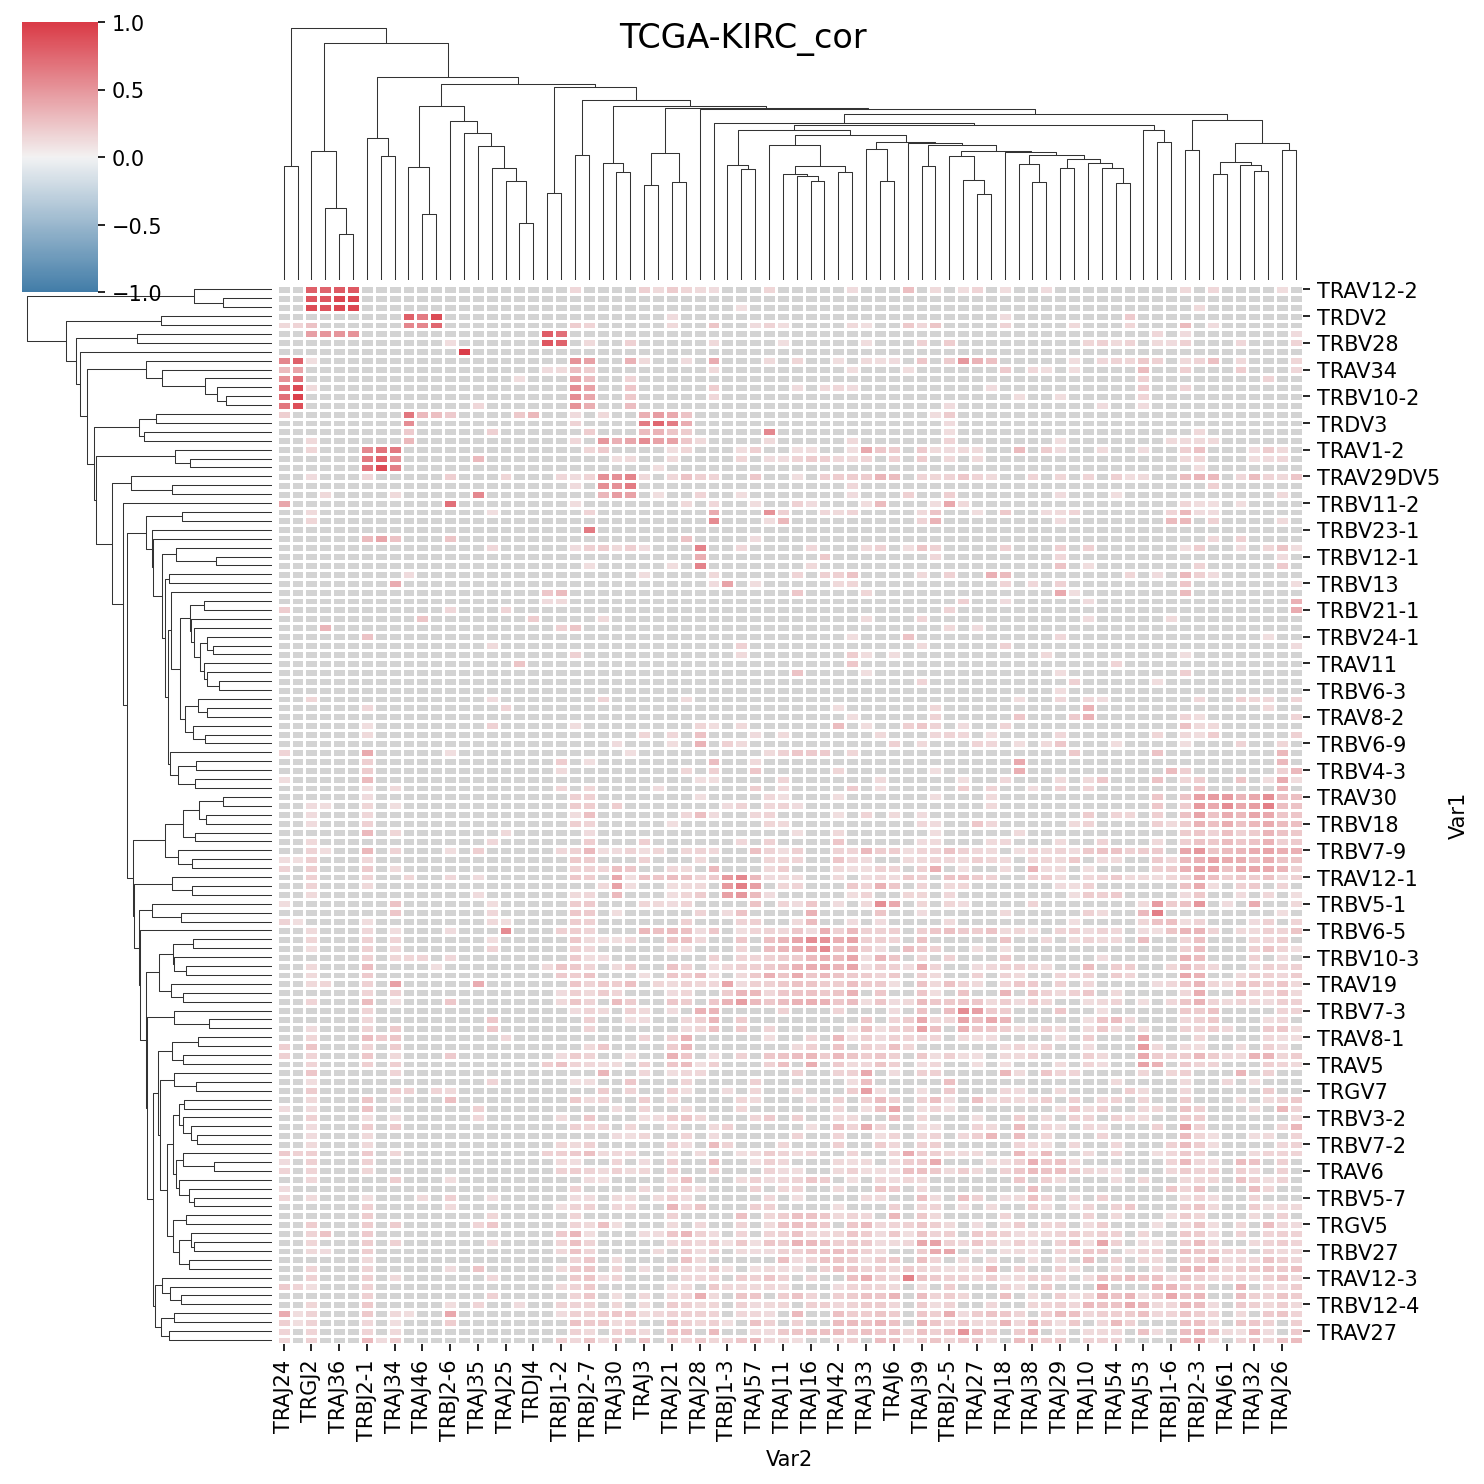 TCGA-KIRC_cor
1.0
0.5
0.0
−0.5
−1.0
TRAV12-2
TRDV2
TRBV28
TRAV34
TRBV10-2
TRDV3
TRAV1-2
TRAV29DV5
TRBV11-2
TRBV23-1
TRBV12-1
TRBV13
TRBV21-1
TRBV24-1
TRAV11
TRBV6-3
TRAV8-2
TRBV6-9
TRBV4-3
TRAV30
TRBV18
TRBV7-9
TRAV12-1
TRBV5-1
TRBV6-5
TRBV10-3
TRAV19
TRBV7-3
TRAV8-1
TRAV5
TRGV7
TRBV3-2
TRBV7-2
TRAV6
TRBV5-7
TRGV5
TRBV27
TRAV12-3
TRBV12-4
TRAV27
Var1
TRAJ24
TRGJ2
TRAJ36
TRBJ2-1
TRAJ34
TRAJ46
TRBJ2-6
TRAJ35
TRAJ25
TRDJ4
TRBJ1-2
TRBJ2-7
TRAJ30
TRAJ3
TRAJ21
TRAJ28
TRBJ1-3
TRAJ57
TRAJ11
TRAJ16
TRAJ42
TRAJ33
TRAJ6
TRAJ39
TRBJ2-5
TRAJ27
TRAJ18
TRAJ38
TRAJ29
TRAJ10
TRAJ54
TRAJ53
TRBJ1-6
TRBJ2-3
TRAJ61
TRAJ32
TRAJ26
Var2